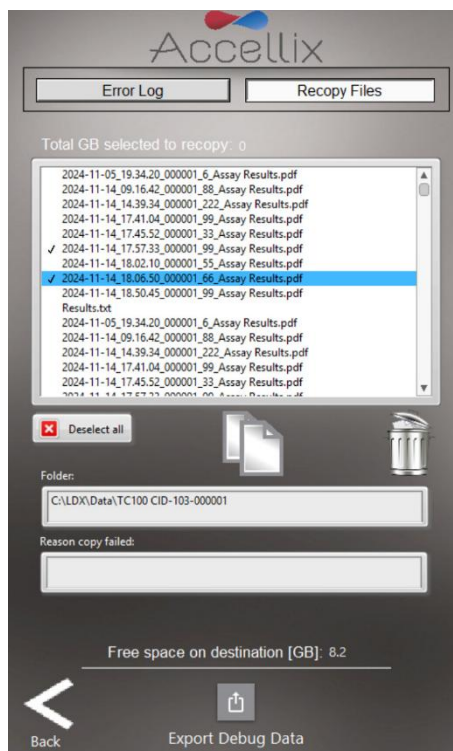 Accellix
Error Log
Recopy Files
Total GB selected to recopy: 0
2024-11-05_19.34.20_000001_6_Assay Results.pdf
2024-11-14_09.16.42_000001_88_Assay Results.pdf
2024-11-14_14.39.34_000001_222_Assay Results.pdf
2024-11-14_17.41.04_000001_99_Assay Results.pdf
2024-11-14_17.45.52_000001_33_Assay Results.pdf
✓ 2024-11-14_17.57.33_000001_99_Assay Results.pdf
2024-11-14_18.02.10_000001_55_Assay Results.pdf
✓ 2024-11-14_18.06.50_000001_66_Assay Results.pdf
2024-11-14_18.50.45_000001_99_Assay Results.pdf
Results.txt
2024-11-05_19.34.20_000001_6_Assay Results.pdf
2024-11-14_09.16.42_000001_88_Assay Results.pdf
2024-11-14_14.39.34_000001_222_Assay Results.pdf
2024-11-14_17.41.04_000001_99_Assay Results.pdf
2024-11-14_17.45.52_000001_33_Assay Results.pdf
Deselect all
Folder:
C:\LDX\Data\TC100 CID-103-000001
Reason copy failed:
Free space on destination [GB]: 8.2
Back
Export Debug Data